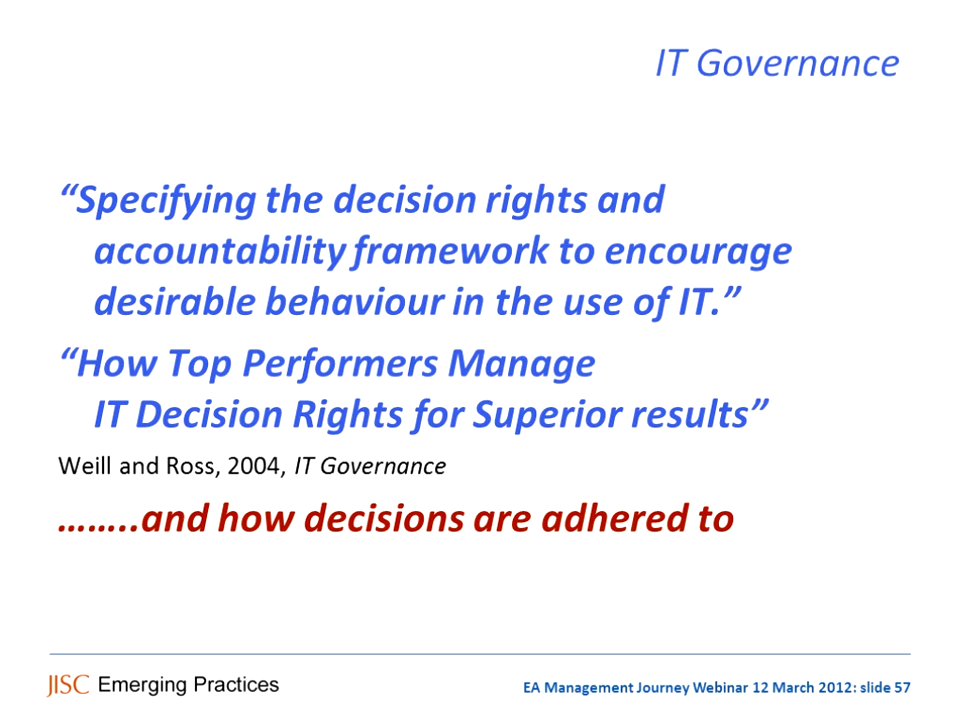 IT Governance
“Specifying the decision rights and
accountability framework to encourage
desirable behaviour in the use of IT.”
“How Top Performers Manage
IT Decision Rights for Superior results”
Weill and Ross, 2004, IT Governance
……..and how decisions are adhered to
JISC Emerging Practices
EA Management Journey Webinar 12 March 2012: slide 57